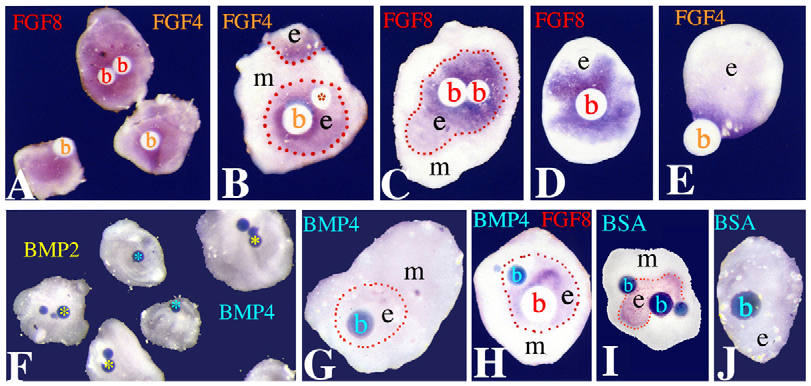 FGF8 FGF4 FGF4 FGF8 FGF8 FGF4
b b b b A
e m b * e B
b b e m C
e b D
e b E
BMP2 BMP4 * * * * * F
BMP4 m b e G
BMP4 FGF8 b b e m H
BSA m b e b I
BSA b e J